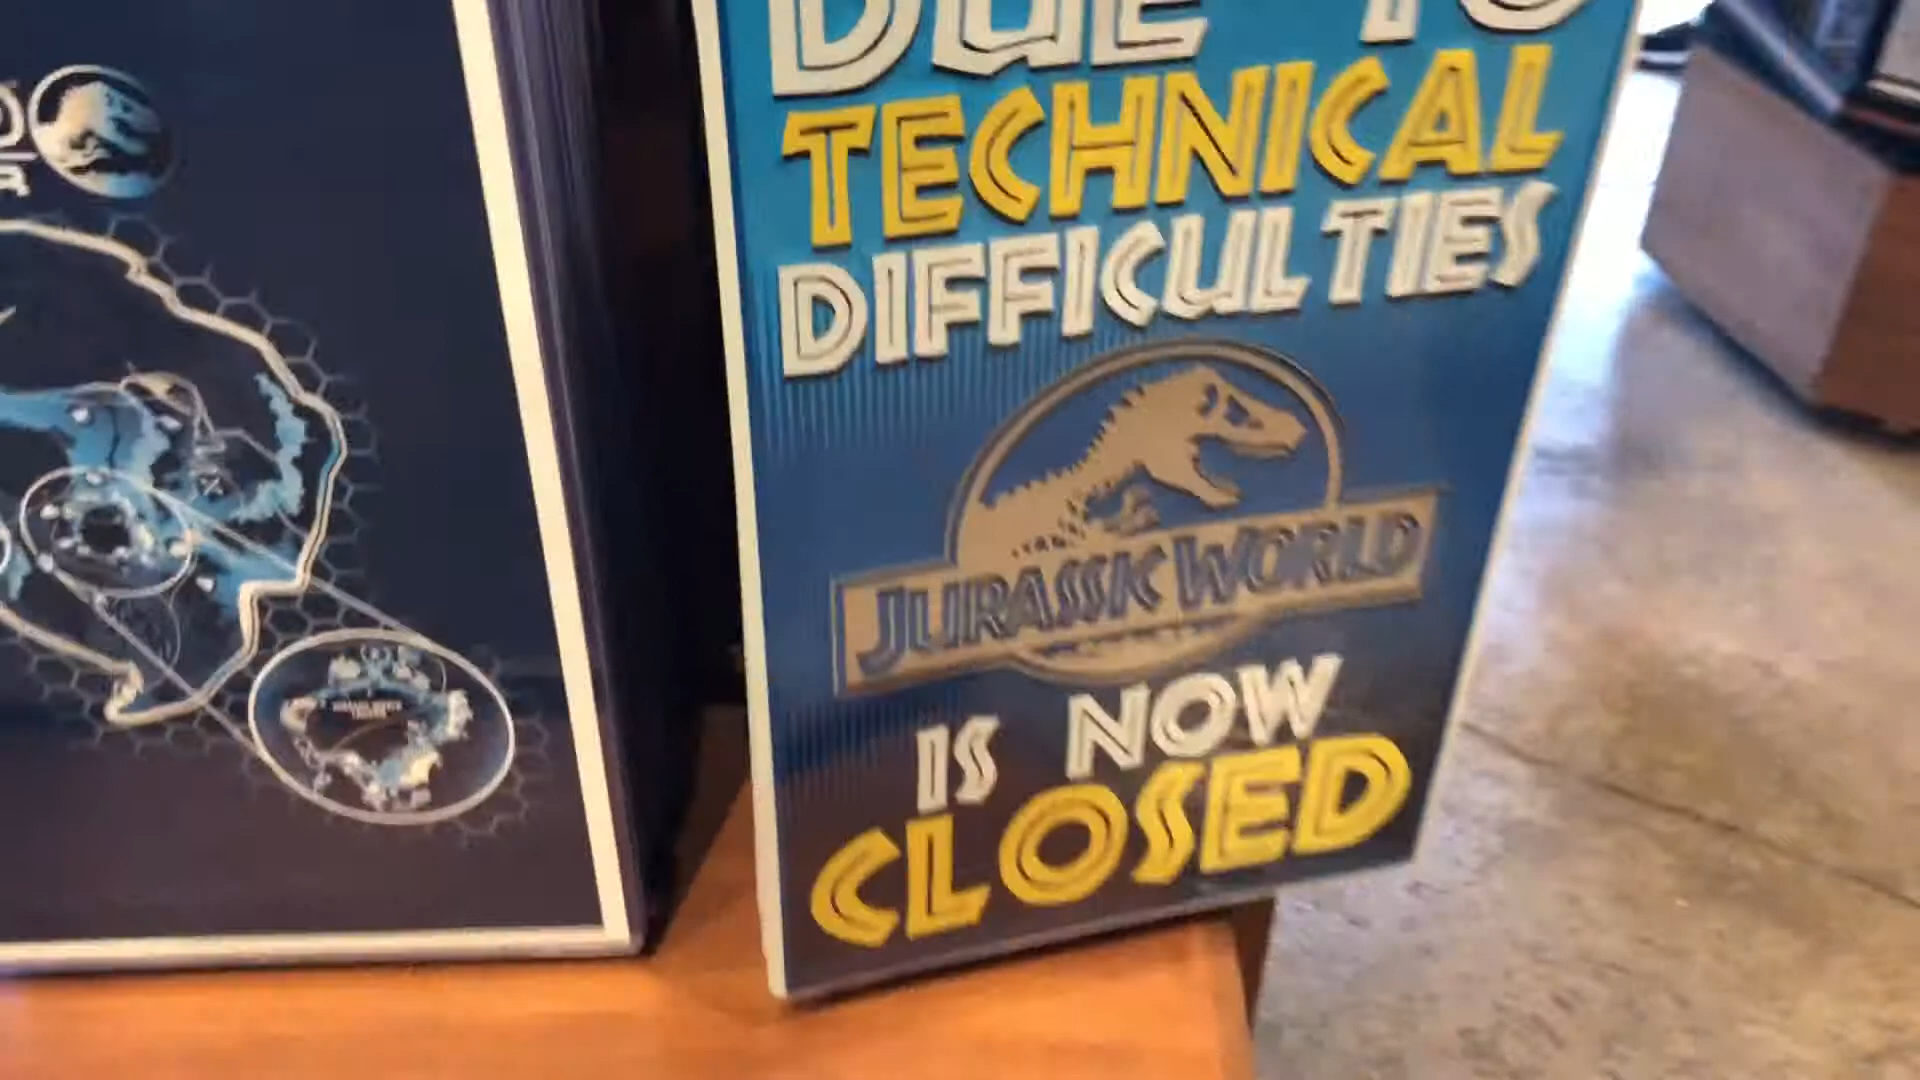 DUE TO
TECHNICAL
DIFFICULTIES
JURASSIC WORLD
IS NOW
CLOSED